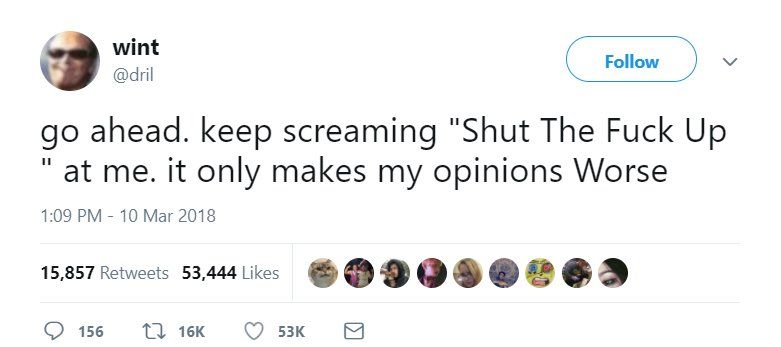 wint
@dril
Follow
go ahead. keep screaming "Shut The Fuck Up
" at me. it only makes my opinions Worse
1:09 PM - 10 Mar 2018
15,857 Retweets 53,444 Likes
156 16K 53K